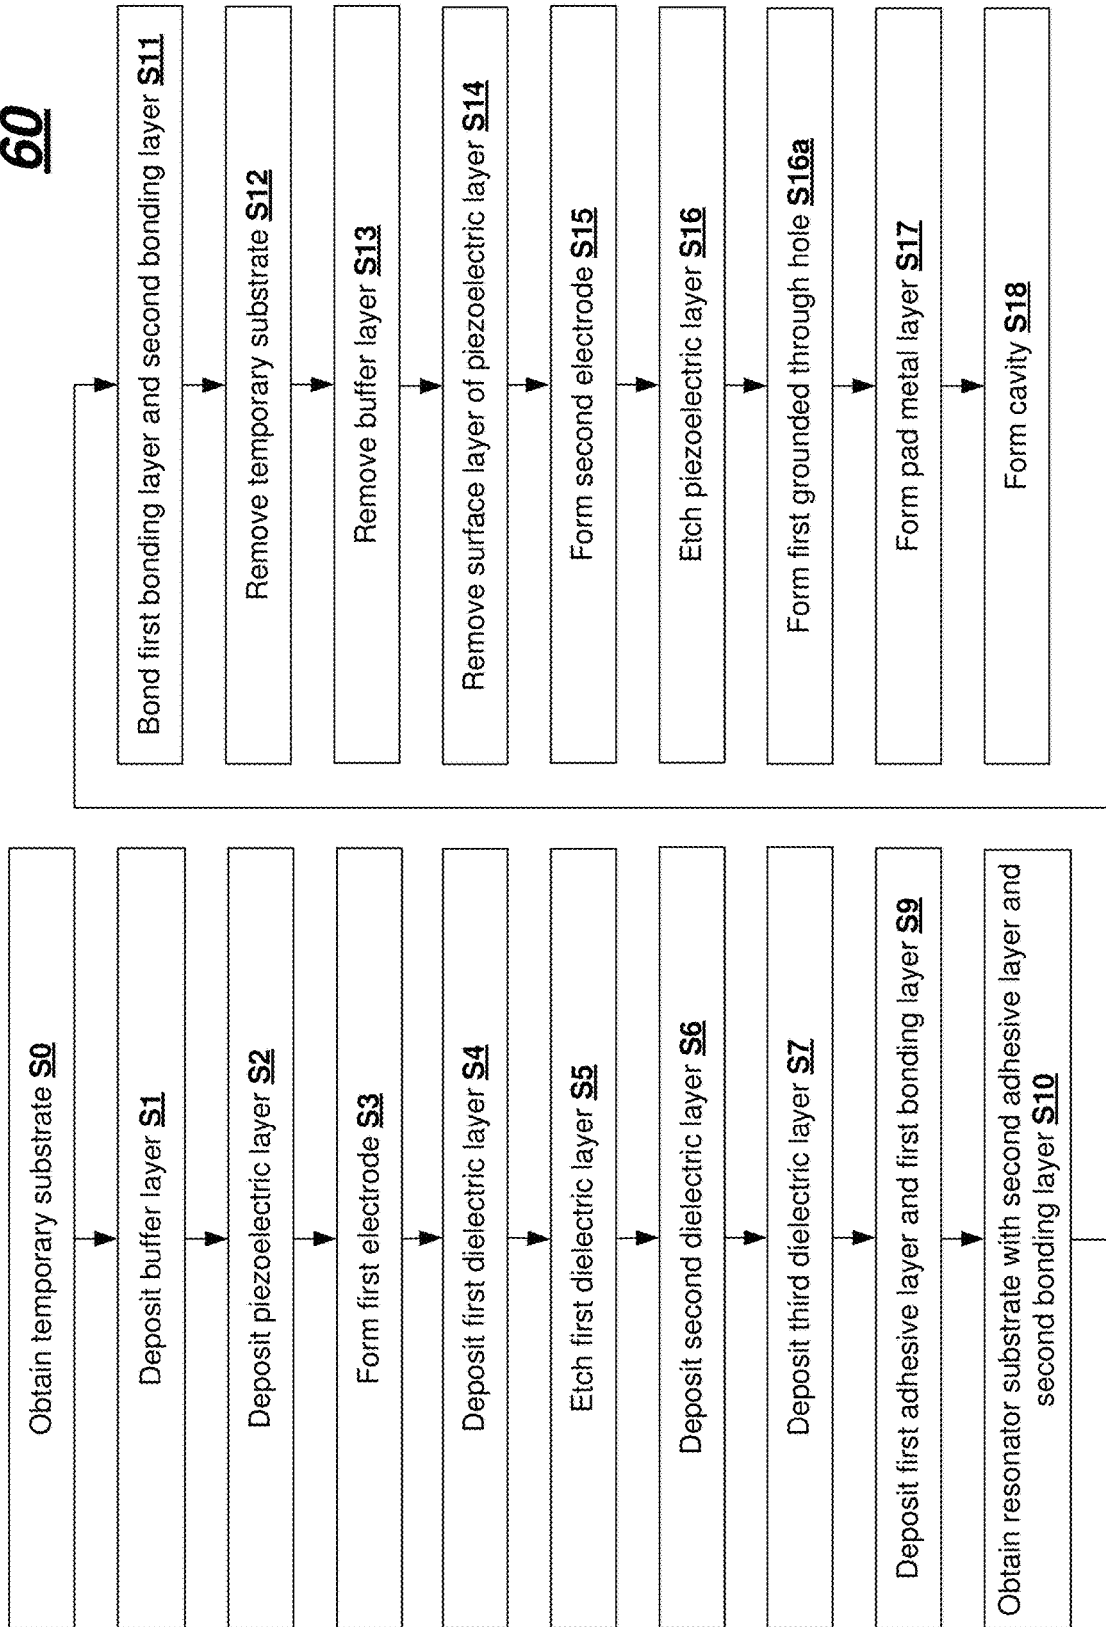 60
Obtain temporary substrate S0
Deposit buffer layer S1
Deposit piezoelectric layer S2
Form first electrode S3
Deposit first dielectric layer S4
Etch first dielectric layer S5
Deposit second dielectric layer S6
Deposit third dielectric layer S7
Deposit first adhesive layer and first bonding layer S9
Obtain resonator substrate with second adhesive layer and
second bonding layer S10
Bond first bonding layer and second bonding layer S11
Remove temporary substrate S12
Remove buffer layer S13
Remove surface layer of piezoelectric layer S14
Form second electrode S15
Etch piezoelectric layer S16
Form first grounded through hole S16a
Form pad metal layer S17
Form cavity S18